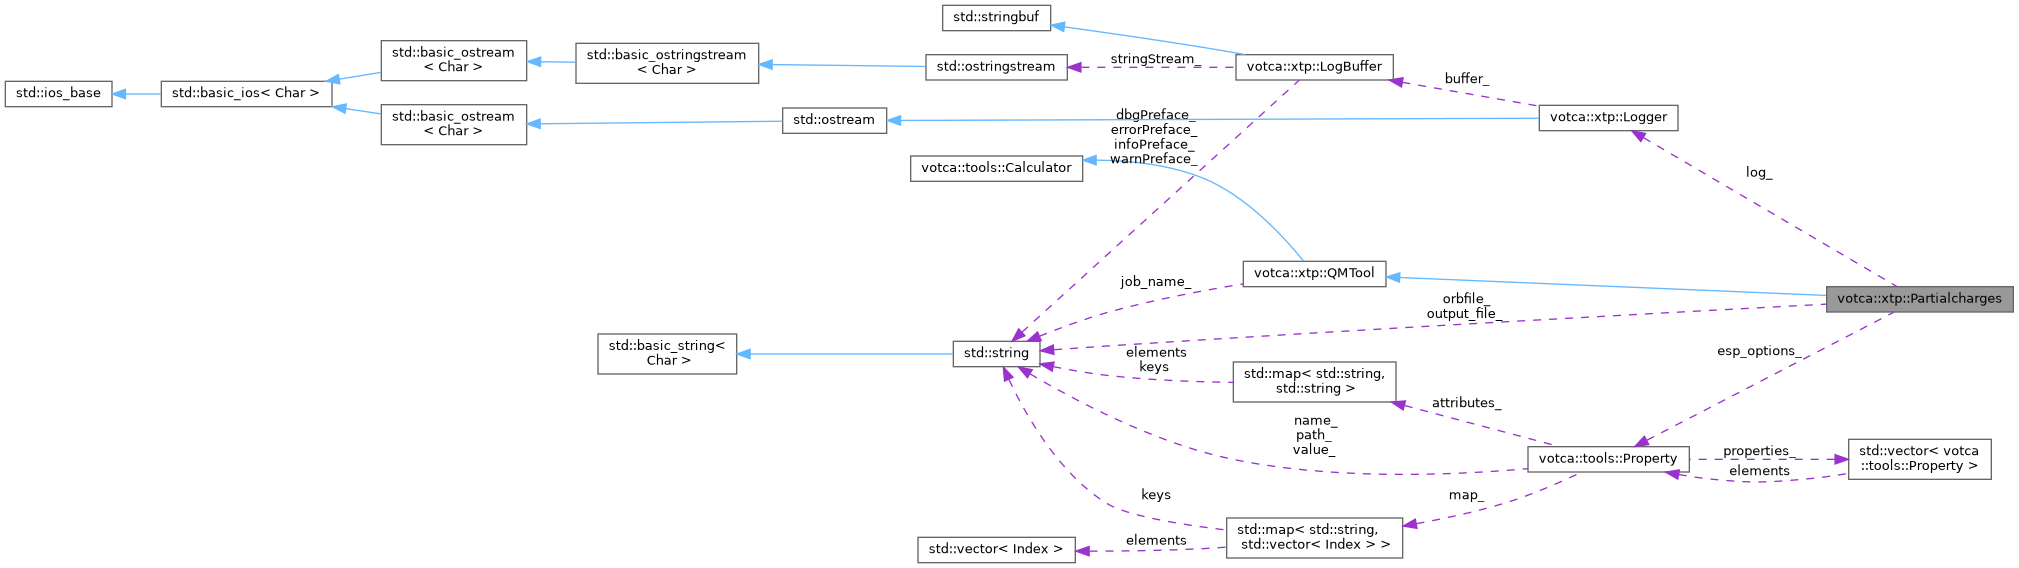 std::stringbuf
std::basic_ostream
< Char >
std::basic_ostringstream
< Char >
std::ostringstream
stringStream_
votca::xtp::LogBuffer
buffer_
std::ios_base
std::basic_ios< Char >
std::basic_ostream
< Char >
std::ostream
dbgPreface_
errorPreface_
infoPreface_
warnPreface_
votca::xtp::Logger
votca::tools::Calculator
log_
job_name_
votca::xtp::QMTool
orbfile_
output_file_
votca::xtp::Partialcharges
std::basic_string<
Char >
std::string
elements
keys
std::map< std::string,
std::string >
esp_options_
attributes_
name_
path_
value_
votca::tools::Property
properties_
elements
std::vector< votca
::tools::Property >
keys
map_
std::map< std::string,
std::vector< Index > >
elements
std::vector< Index >